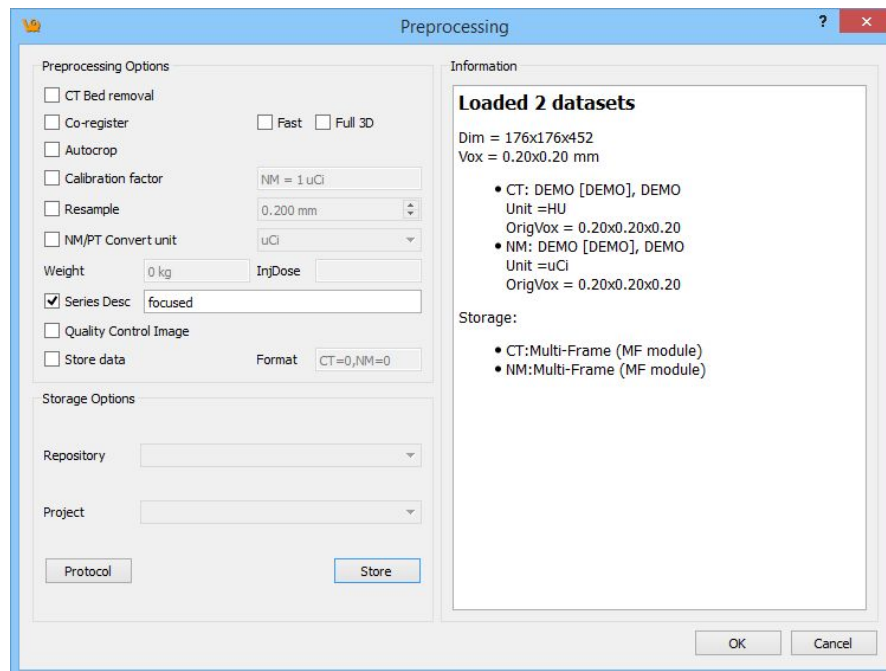 Preprocessing
?
Preprocessing Options
CT Bed removal
Co-register Fast Full 3D
Autocrop
Calibration factor NM = 1 uCi
Resample 0.200 mm
NM/PT Convert unit uCi
Weight 0 kg InjDose
Series Desc focused
Quality Control Image
Store data Format CT=0,NM=0
Storage Options
Repository
Project
Protocol Store
Information
Loaded 2 datasets
Dim = 176x176x452
Vox = 0.20x0.20 mm
• CT: DEMO [DEMO], DEMO
Unit =HU
OrigVox = 0.20x0.20x0.20
• NM: DEMO [DEMO], DEMO
Unit =uCi
OrigVox = 0.20x0.20x0.20
Storage:
• CT:Multi-Frame (MF module)
• NM:Multi-Frame (MF module)
OK Cancel